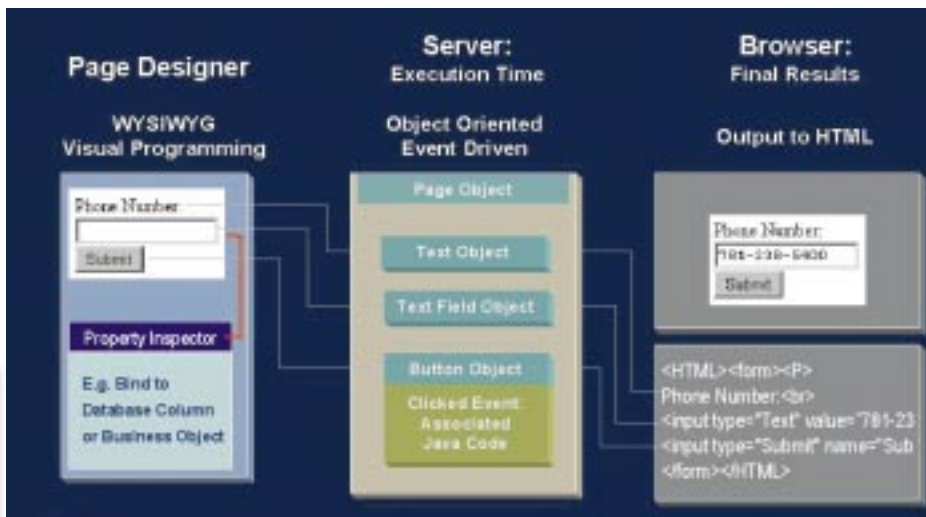 Page Designer
WYSIWYG
Visual Programming
Phone Number
Submit
Property Inspector
E.g. Bind to
Database Column
or Business Object
Server:
Execution Time
Object Oriented
Event Driven
Page Object
Text Object
Text Field Object
Button Object
Clicked Event:
Associated
Java Code
Browser:
Final Results
Output to HTML
Phone Number:
781-238-5400
Submit
<HTML><form><P>
Phone Number:<br>
<input type="Text" value="781-23
<input type="Submit" name="Sub
</form></HTML>